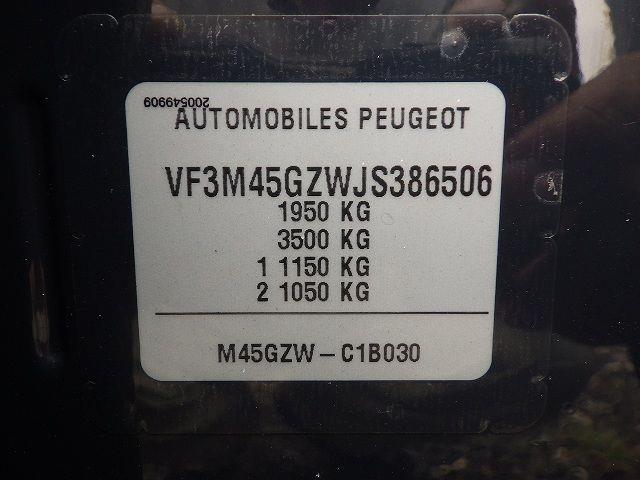 200549909
AUTOMOBILES PEUGEOT
VF3M45GZWJS386506
1950 KG
3500 KG
1 1150 KG
2 1050 KG
M45GZW – C1B030